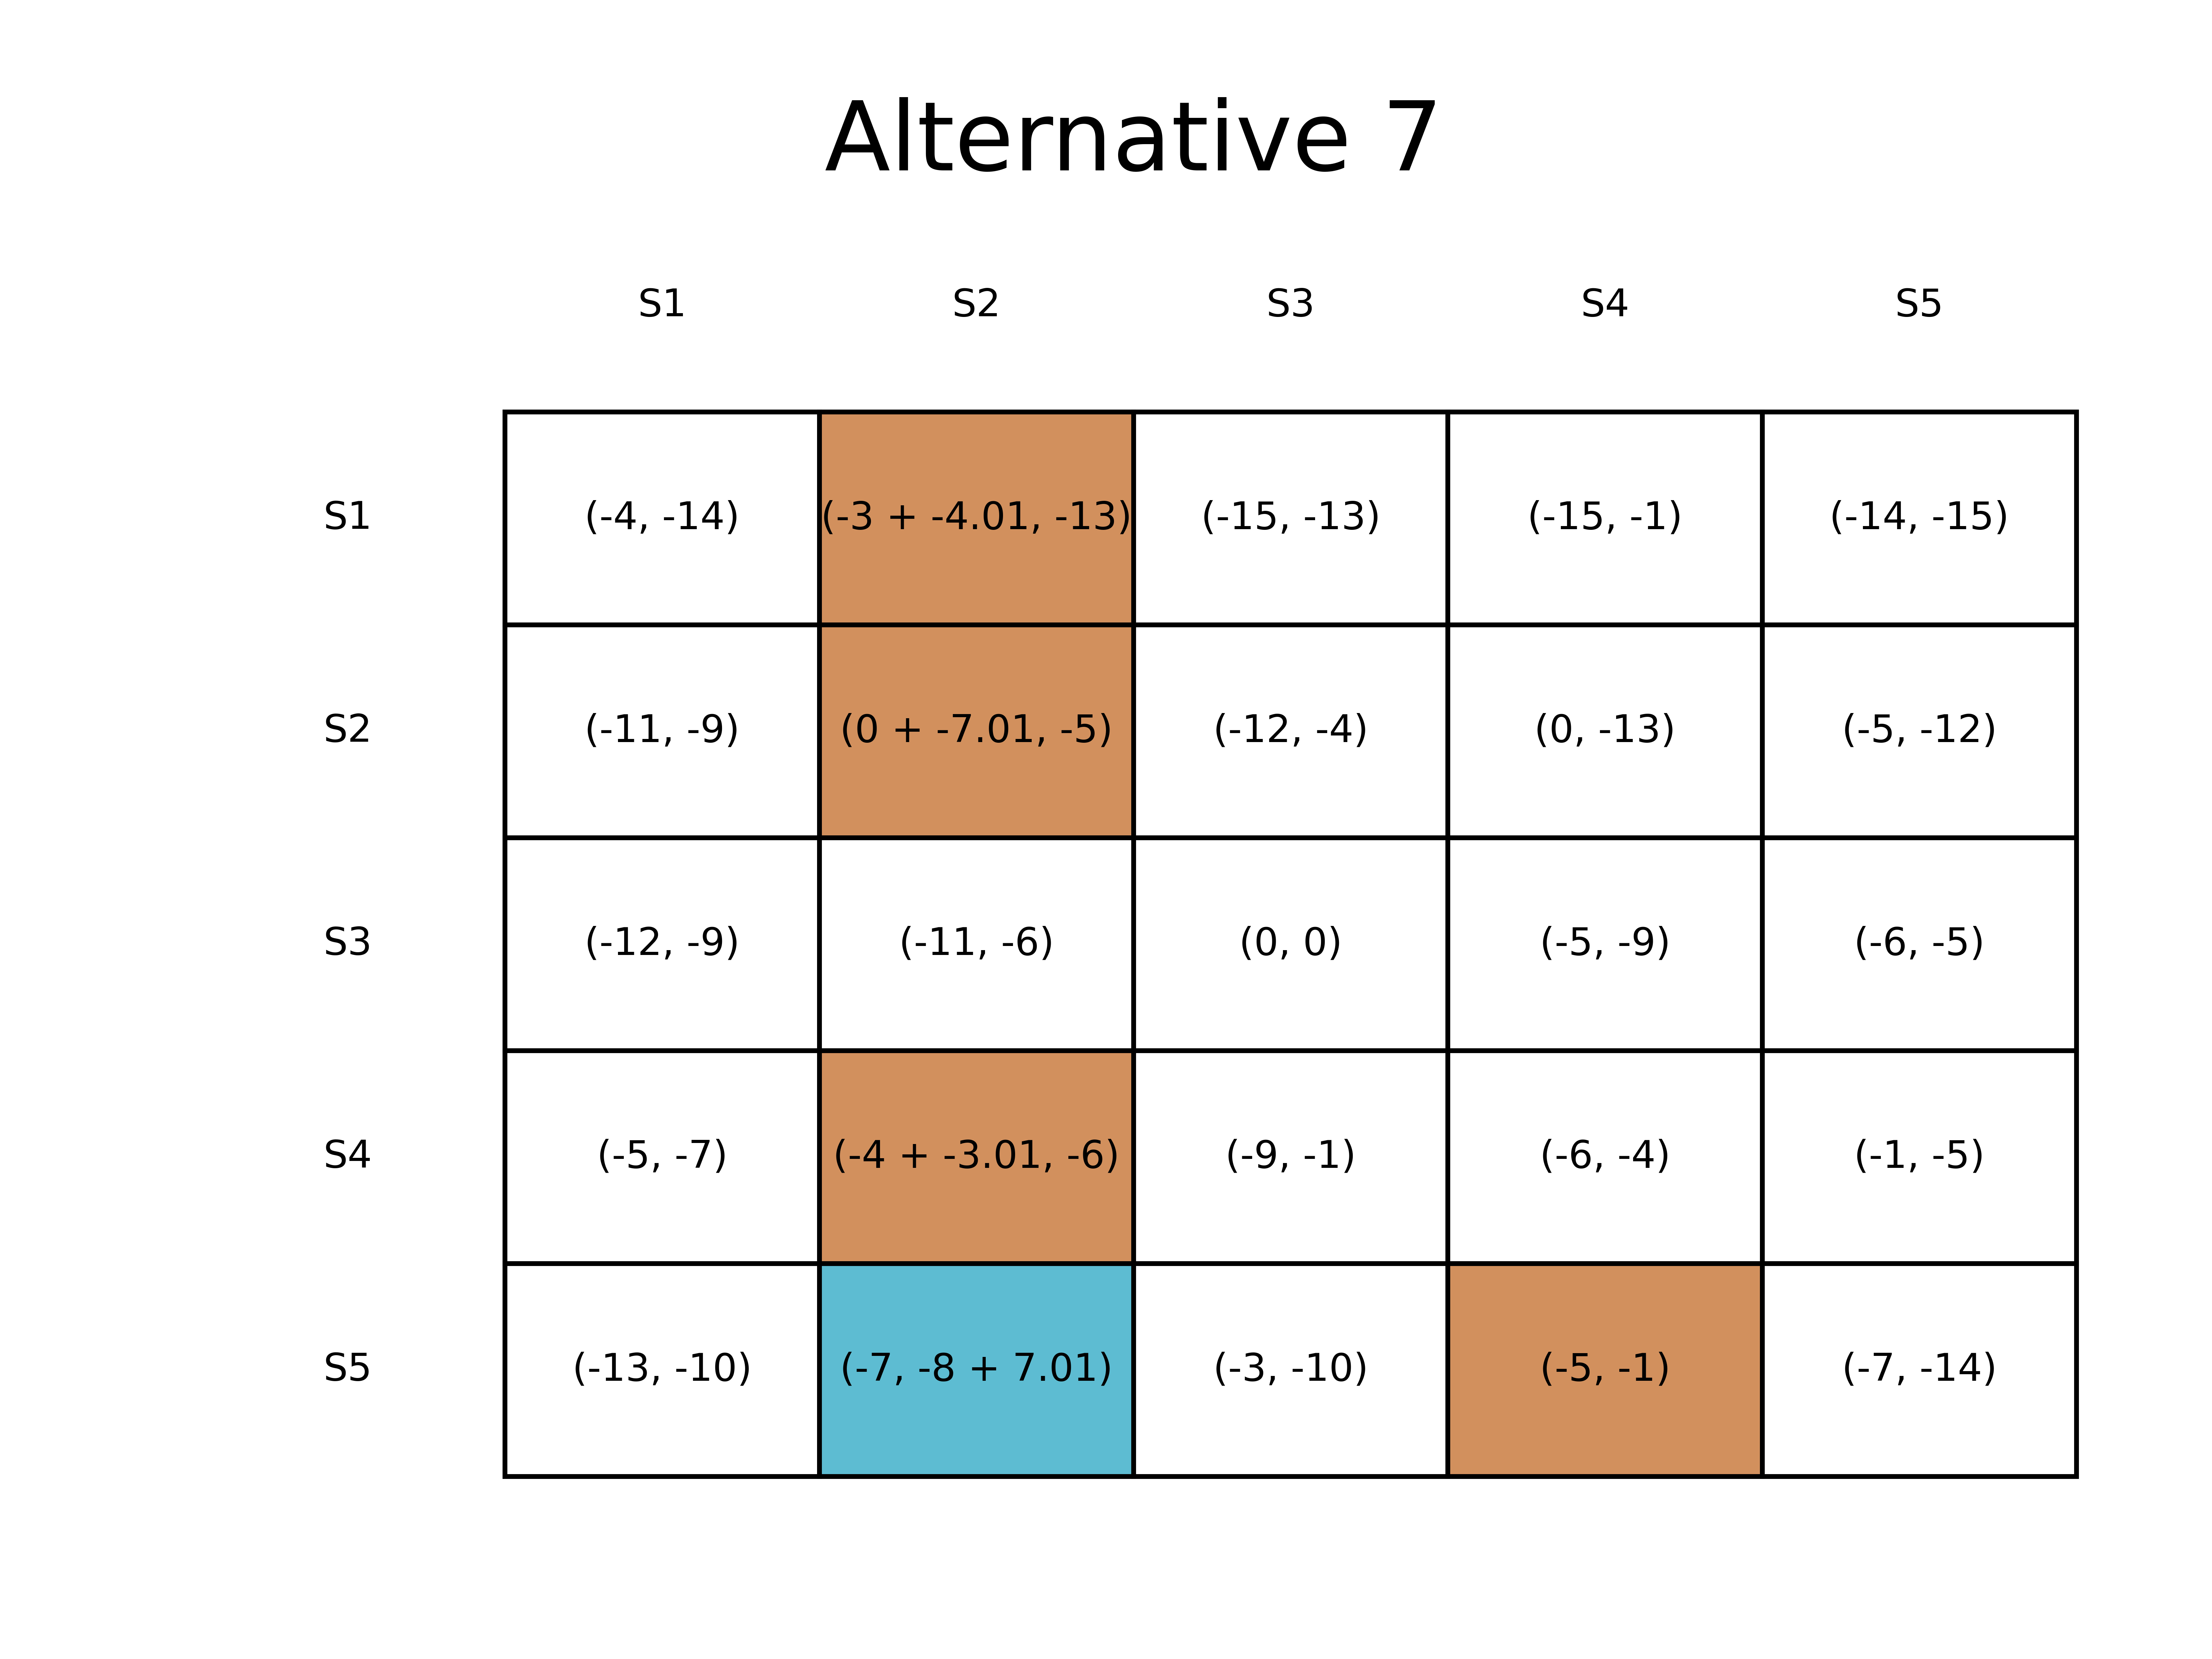 Alternative 7
S1 S2 S3 S4 S5
S1 (-4, -14) (-3 + -4.01, -13) (-15, -13) (-15, -1) (-14, -15)
S2 (-11, -9) (0 + -7.01, -5) (-12, -4) (0, -13) (-5, -12)
S3 (-12, -9) (-11, -6) (0, 0) (-5, -9) (-6, -5)
S4 (-5, -7) (-4 + -3.01, -6) (-9, -1) (-6, -4) (-1, -5)
S5 (-13, -10) (-7, -8 + 7.01) (-3, -10) (-5, -1) (-7, -14)